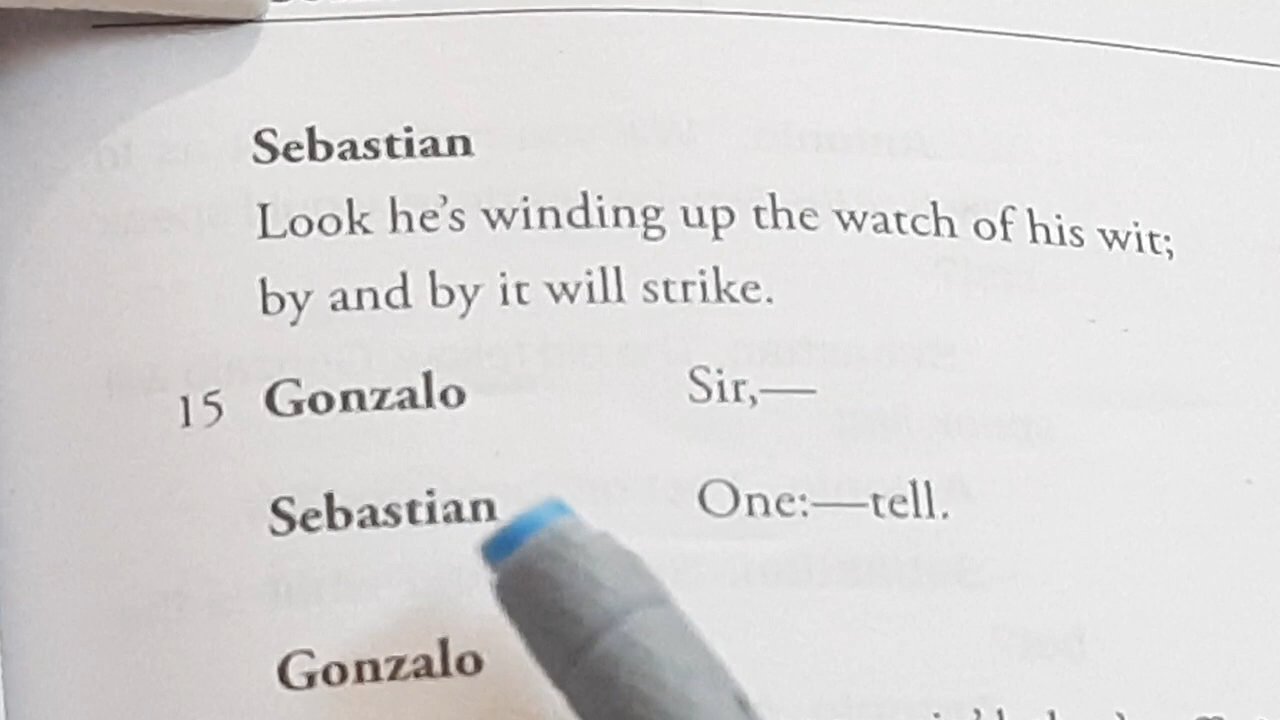 Sebastian
Look he's winding up the watch of his wit;
by and by it will strike.
15 Gonzalo Sir,—
Sebastian One:—tell.
Gonzalo